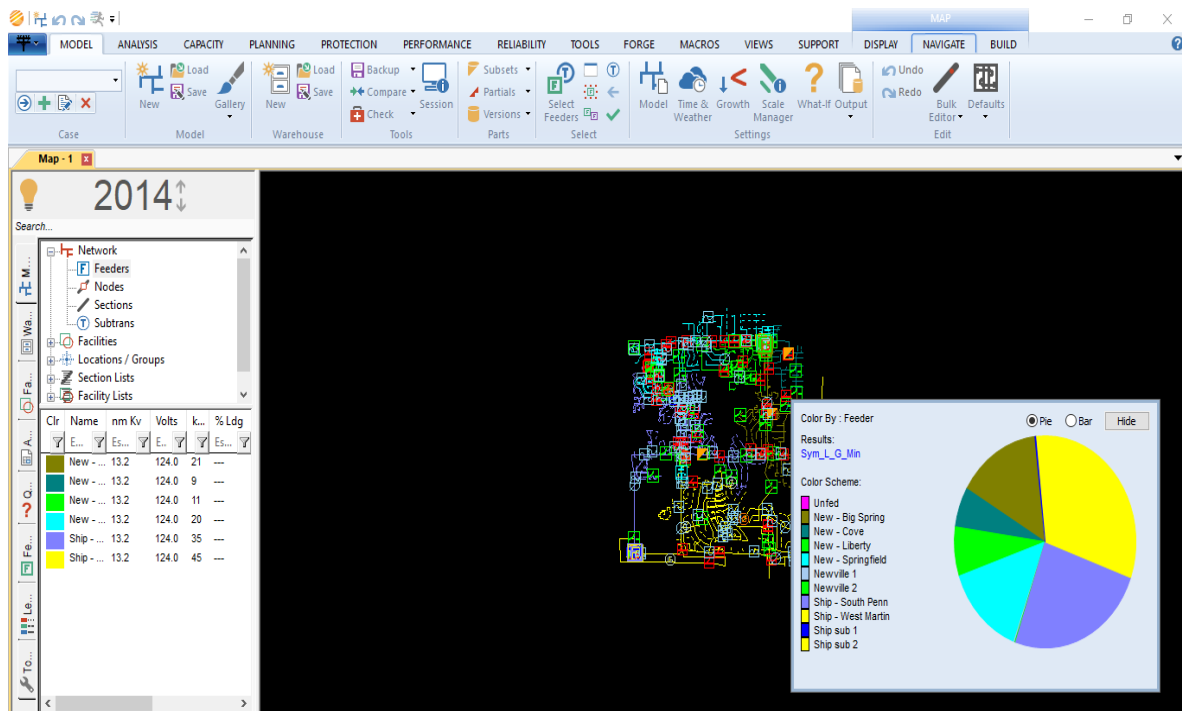 MAP
MODEL ANALYSIS CAPACITY PLANNING PROTECTION PERFORMANCE RELIABILITY TOOLS FORGE MACROS VIEWS SUPPORT DISPLAY NAVIGATE BUILD
Load Load Backup Subsets Undo
New Save Gallery New Save Compare Session Partials Select Feeders Model Time & Weather Growth Scale Manager What-If Output Redo Bulk Editor Defaults
Check Versions
Case Model Warehouse Tools Parts Select Settings Edit
Map - 1
2014
Search...
Network
Feeders
Nodes
Sections
Subtrans
Facilities
Locations / Groups
Section Lists
Facility Lists
M...
Wa...
Fa...
A...
Q...
Fe...
Le...
To...
Clr Name nm Kv Volts k... % Ldg
E... Es... E... Es...
New - ... 13.2 124.0 21 ---
New - ... 13.2 124.0 9 ---
New - ... 13.2 124.0 11 ---
New - ... 13.2 124.0 20 ---
Ship - ... 13.2 124.0 35 ---
Ship - ... 13.2 124.0 45 ---
Color By : Feeder
Pie Bar Hide
Results:
Sym_L_G_Min
Color Scheme:
Unfed
New - Big Spring
New - Cove
New - Liberty
New - Springfield
Newville 1
Newville 2
Ship - South Penn
Ship - West Martin
Ship sub 1
Ship sub 2